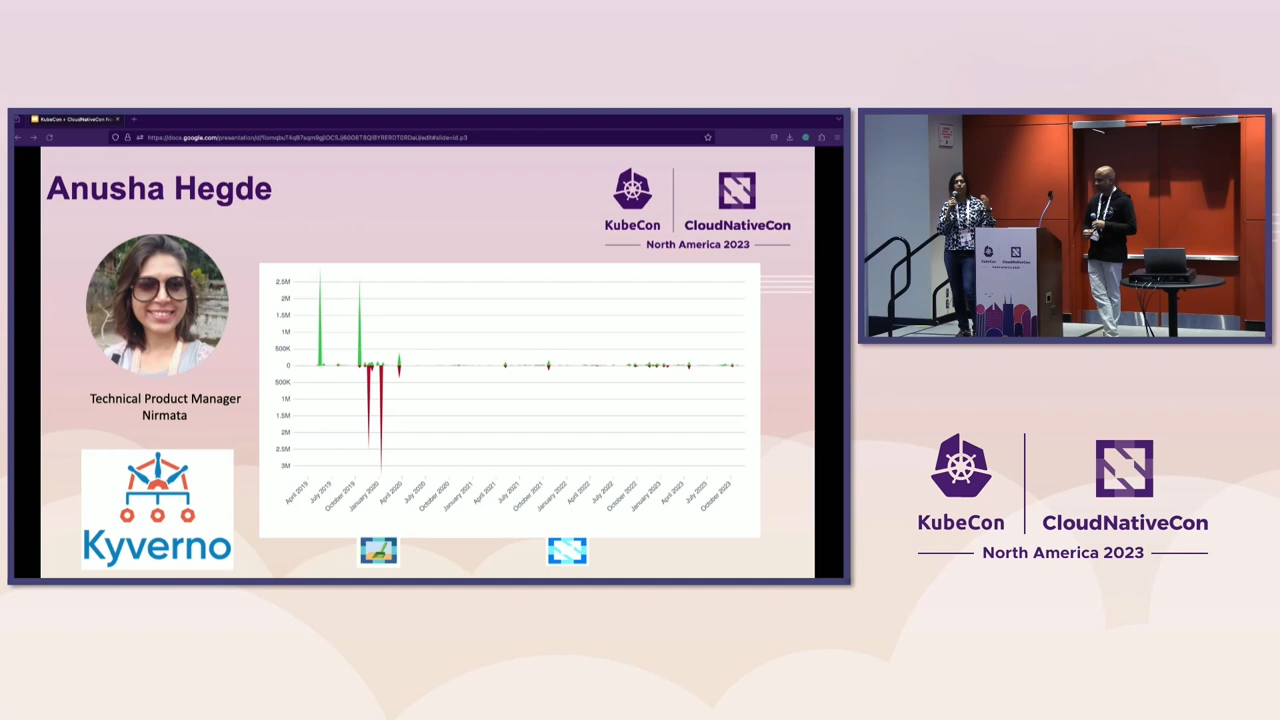 KubeCon + CloudNativeCon No
Anusha Hegde
KubeCon
CloudNativeCon
North America 2023
Technical Product Manager
Nirmata
Kyverno
2.5M
2M
1.5M
1M
500K
0
500K
1M
1.5M
2M
2.5M
3M
April 2019
July 2019
October 2019
January 2020
April 2020
July 2020
October 2020
January 2021
April 2021
July 2021
October 2021
January 2022
April 2022
July 2022
October 2022
January 2023
April 2023
July 2023
October 2023
KubeCon
CloudNativeCon
North America 2023